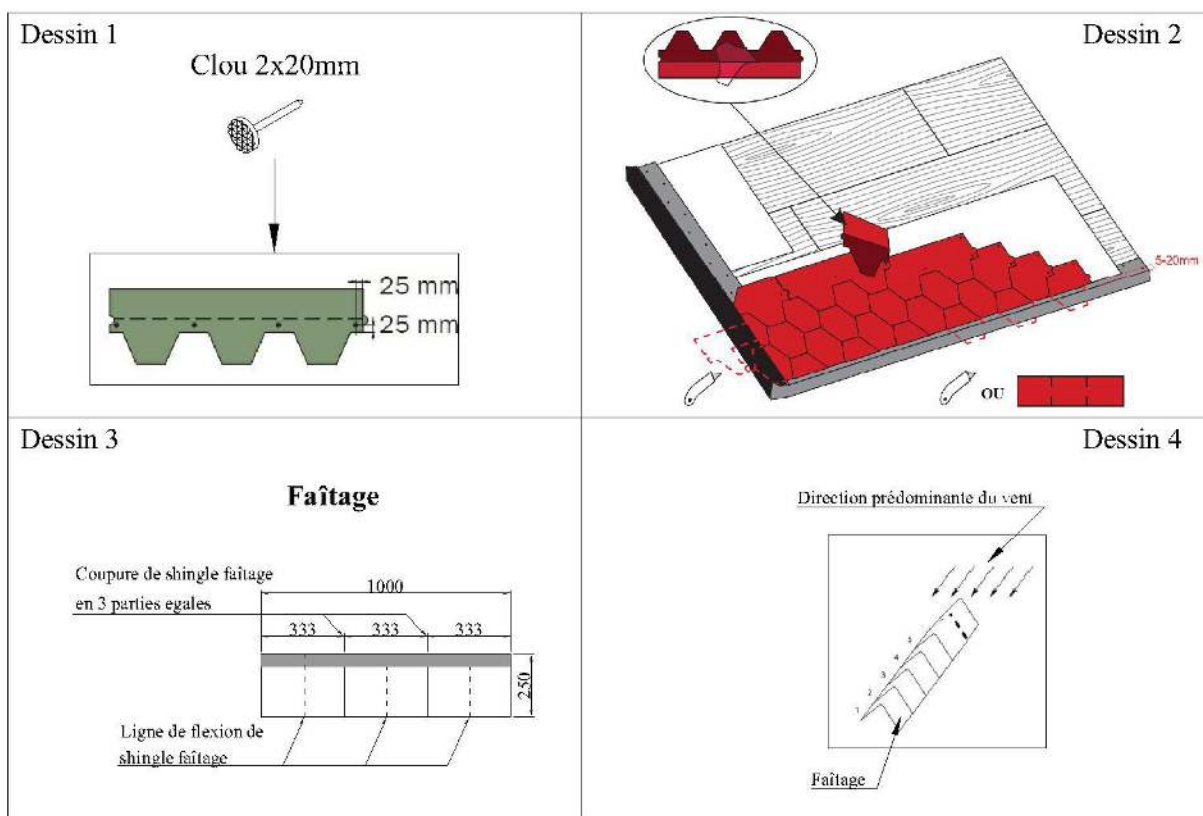 Dessin 1
Clou 2x20mm
25 mm
25 mm
Dessin 2
5-20mm
OU
Dessin 3
Faîtage
Coupure de shingle faîtage
en 3 parties egales
1000
333 333 333
250
Ligne de flexion de
shingle faîtage
Dessin 4
Direction prédominante du vent
5
4
3
2
1
Faîtage